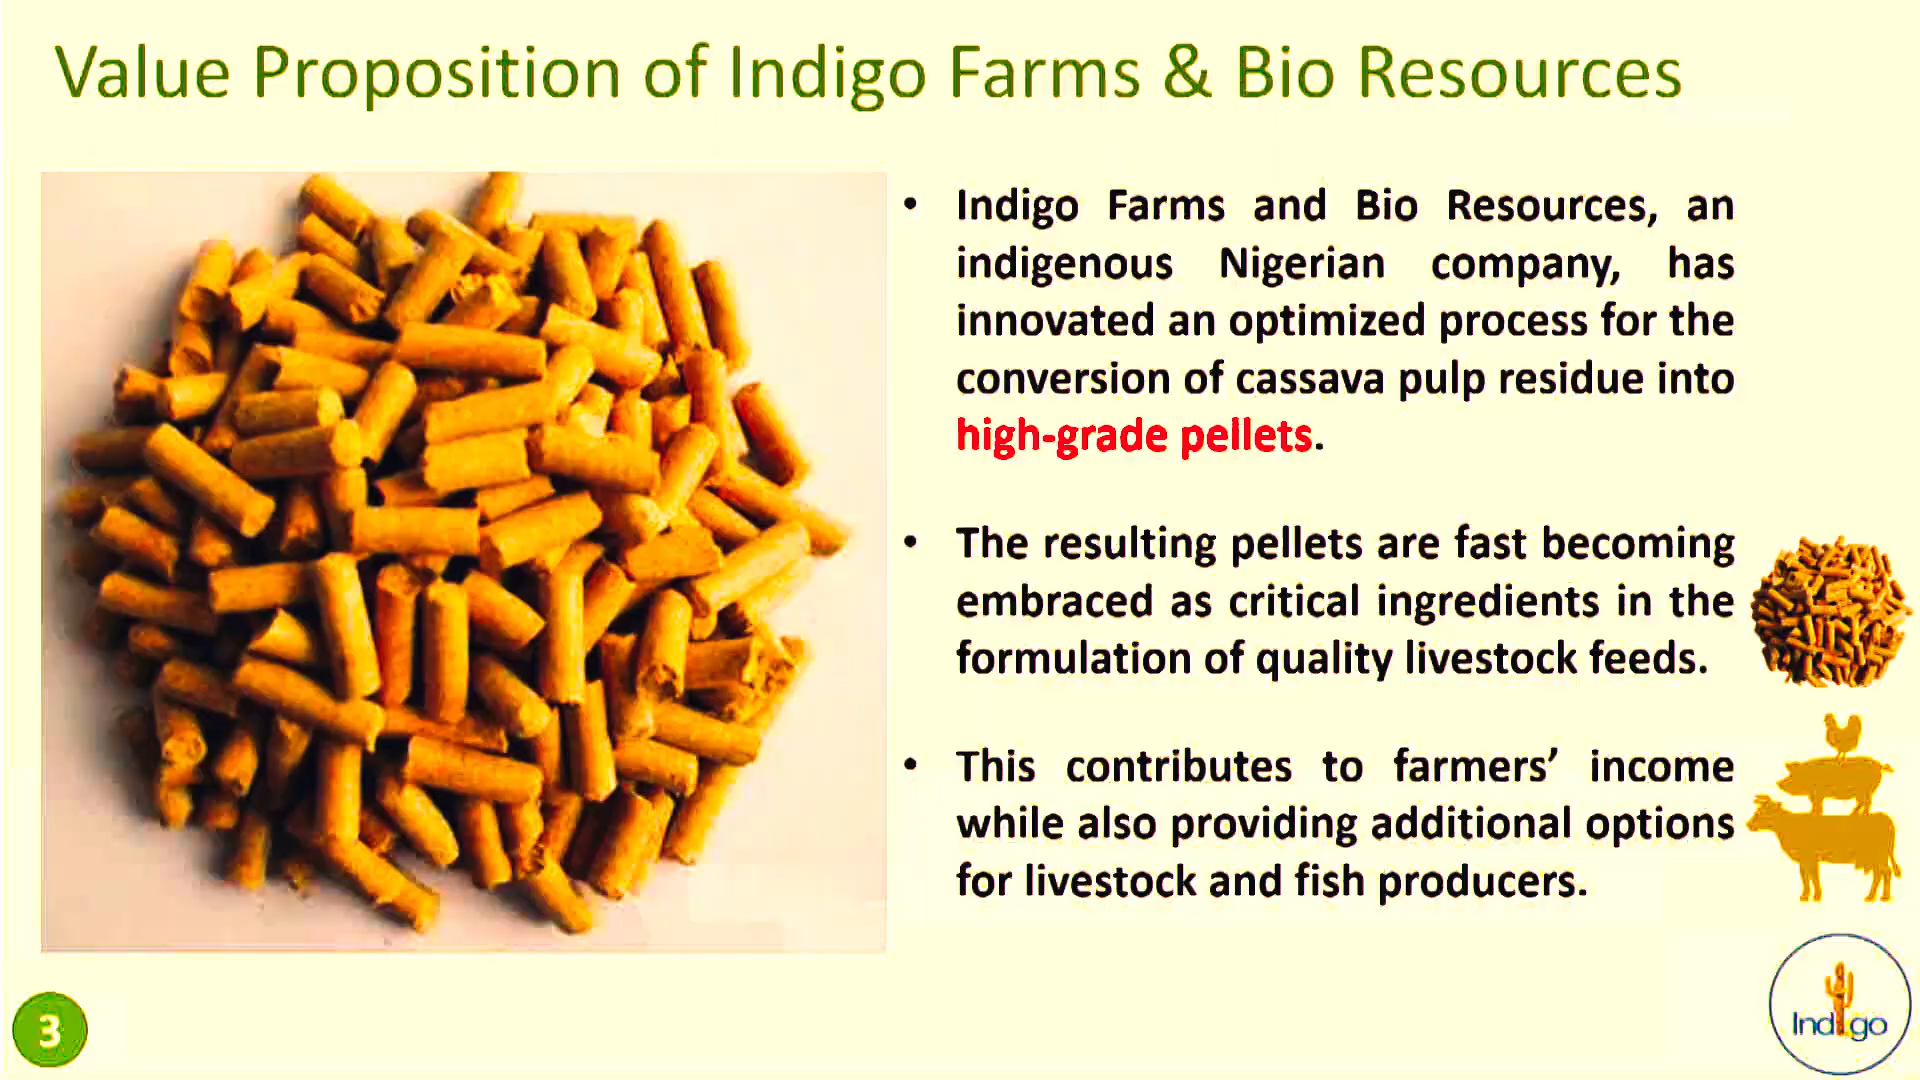 Value Proposition of Indigo Farms & Bio Resources
• Indigo Farms and Bio Resources, an
indigenous Nigerian company, has
innovated an optimized process for the
conversion of cassava pulp residue into
high-grade pellets.
• The resulting pellets are fast becoming
embraced as critical ingredients in the
formulation of quality livestock feeds.
• This contributes to farmers’ income
while also providing additional options
for livestock and fish producers.
3
Indigo